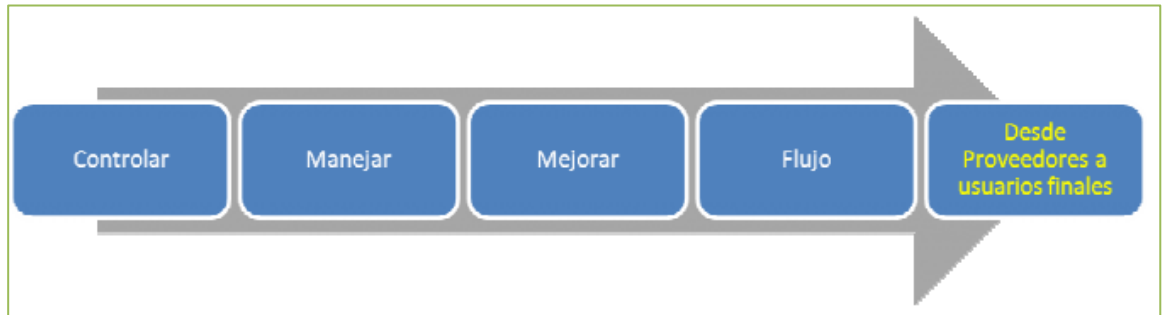 Controlar
Manejar
Mejorar
Flujo
Desde
Proveedores a
usuarios finales